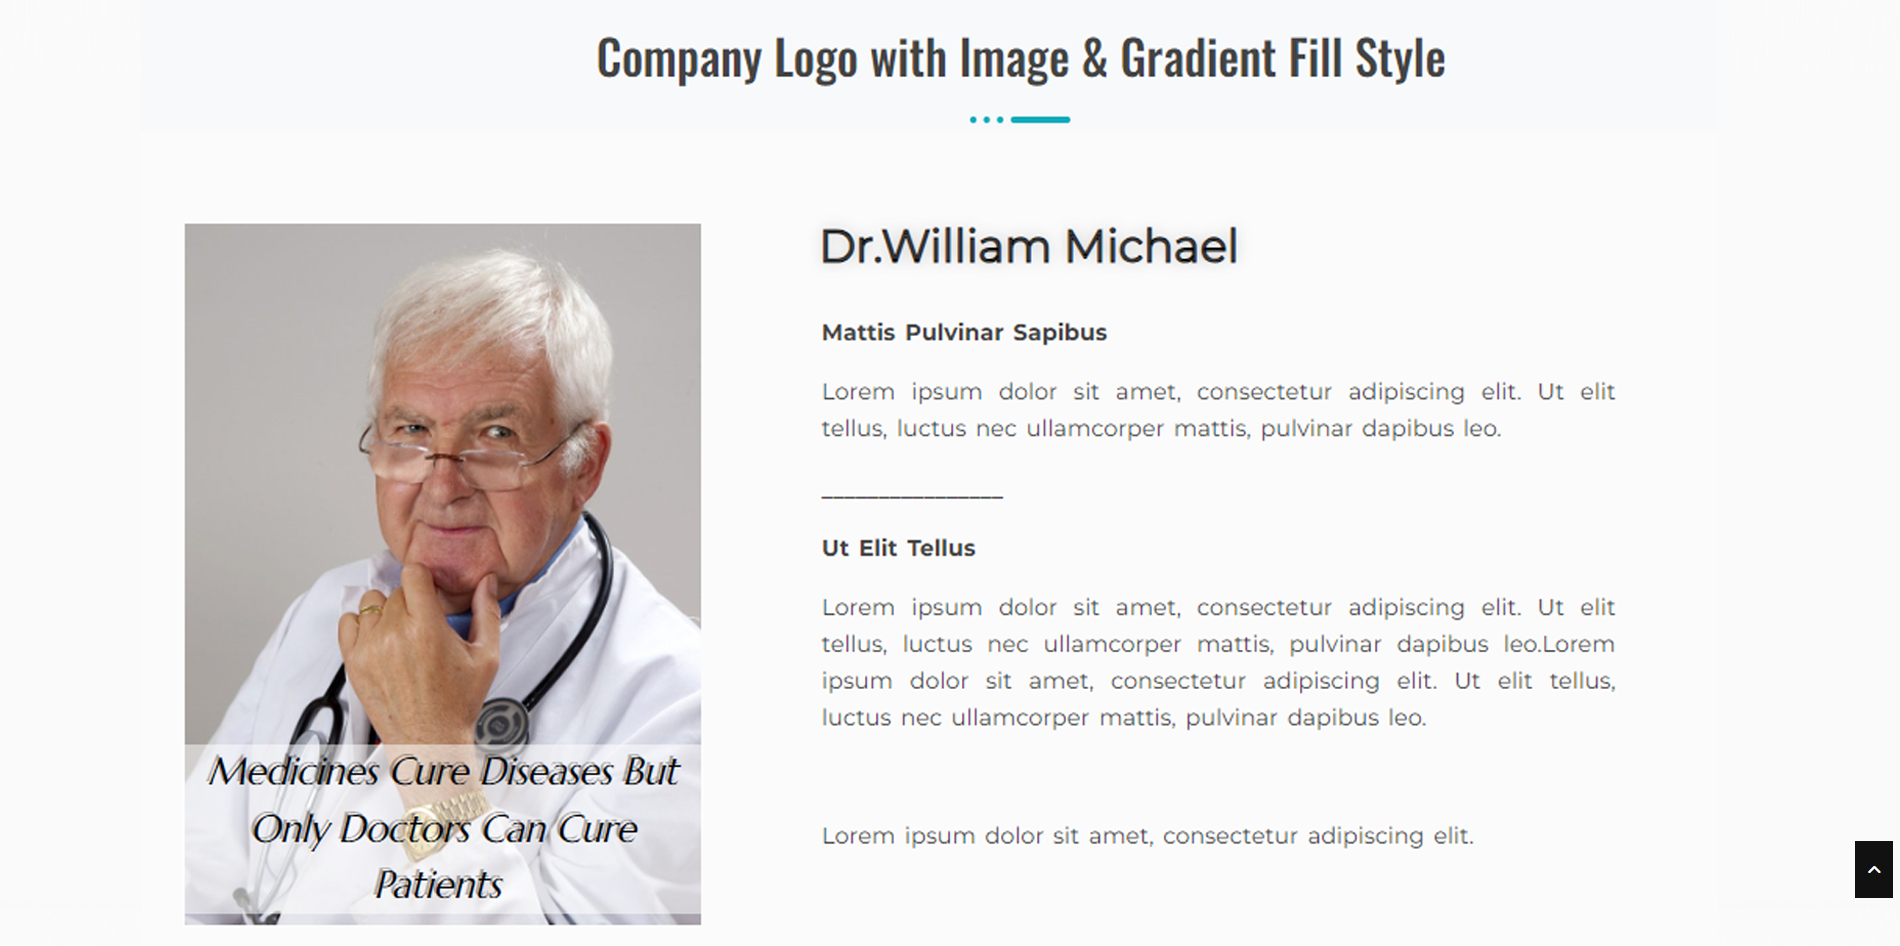 Company Logo with Image & Gradient Fill Style
Medicines Cure Diseases But
Only Doctors Can Cure
Patients
Dr.William Michael
Mattis Pulvinar Sapibus
Lorem ipsum dolor sit amet, consectetur adipiscing elit. Ut elit
tellus, luctus nec ullamcorper mattis, pulvinar dapibus leo.
________________
Ut Elit Tellus
Lorem ipsum dolor sit amet, consectetur adipiscing elit. Ut elit
tellus, luctus nec ullamcorper mattis, pulvinar dapibus leo.Lorem
ipsum dolor sit amet, consectetur adipiscing elit. Ut elit tellus,
luctus nec ullamcorper mattis, pulvinar dapibus leo.
Lorem ipsum dolor sit amet, consectetur adipiscing elit.